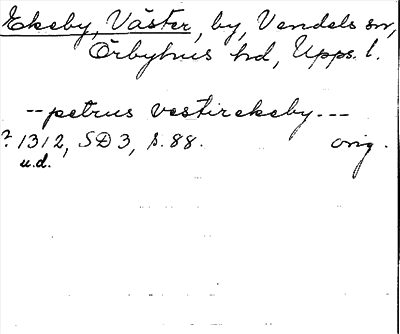 Ekeby, Väster, by, Vendels sn,
Örbyhus hd, Upps. l.
-- petrus vestirekeby ---
? 1312, SD 3, s. 88. orig.
u.d.